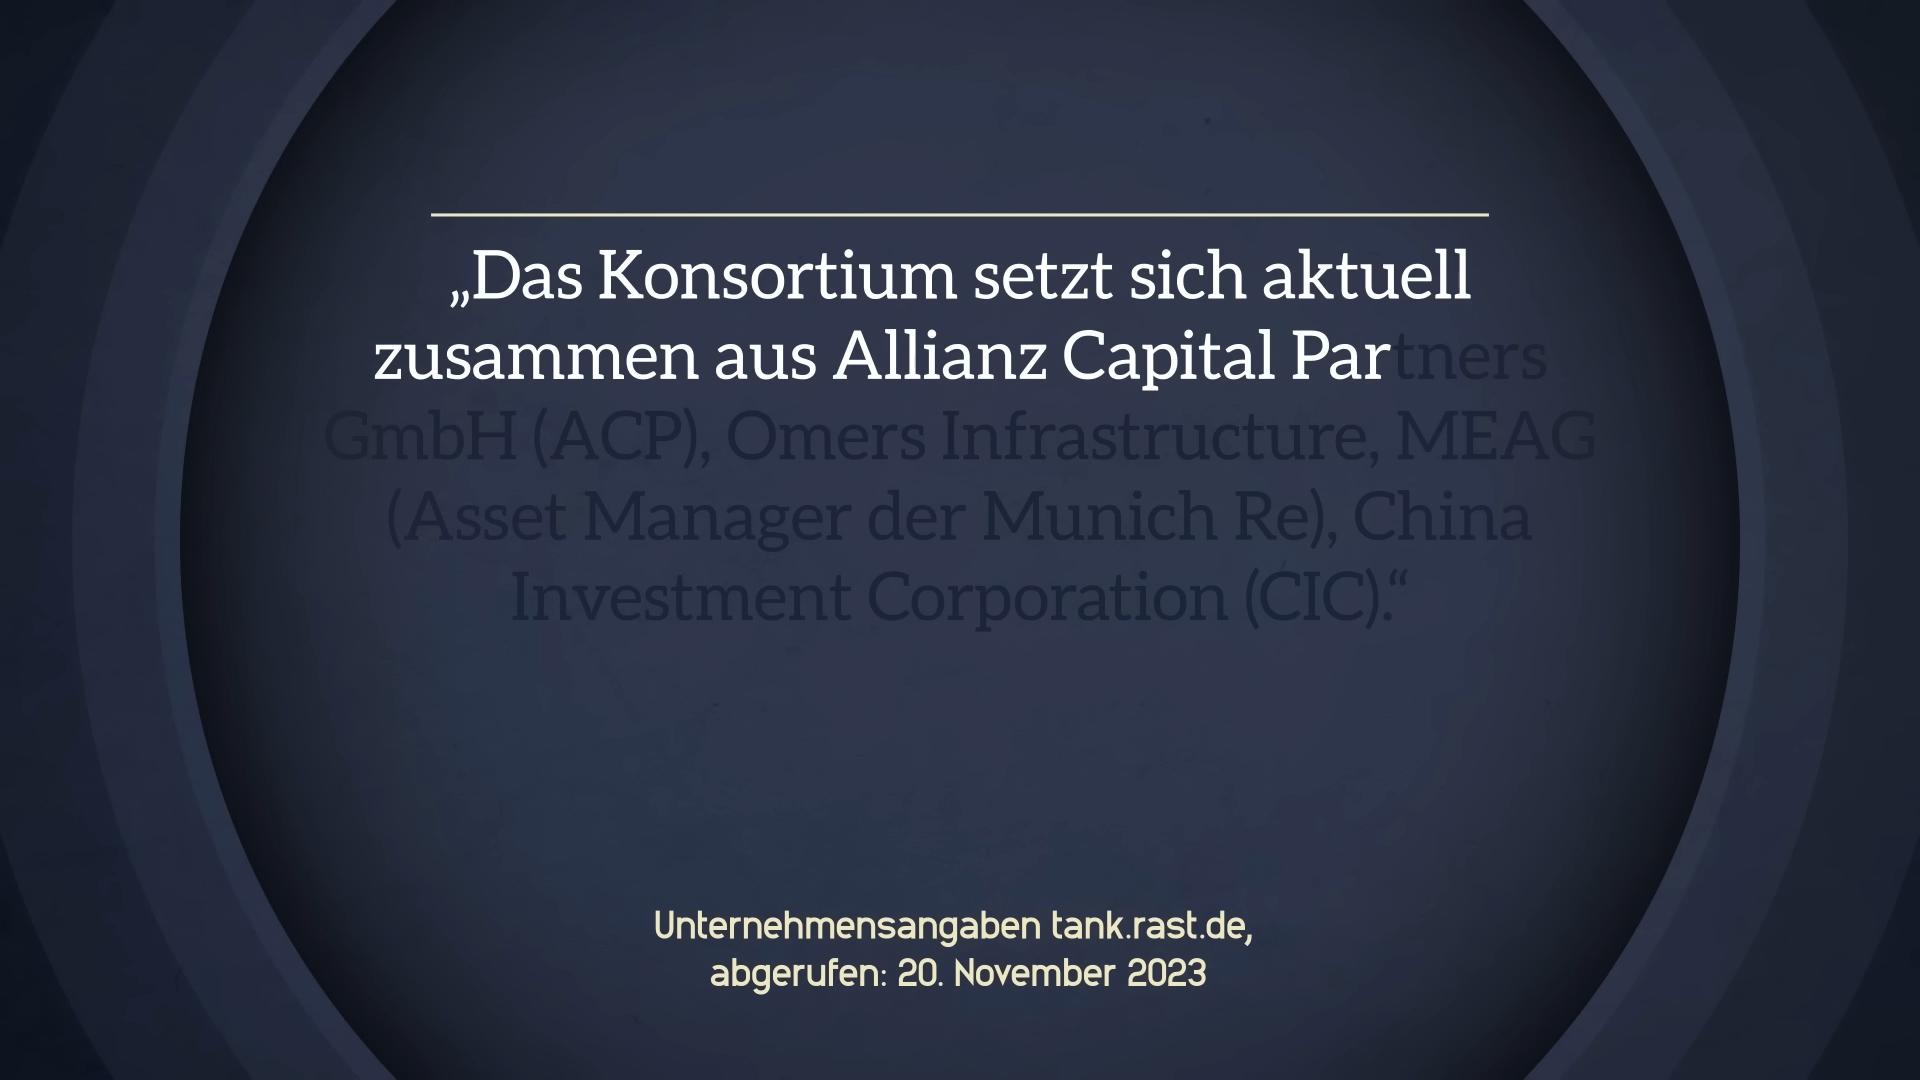 „Das Konsortium setzt sich aktuell
zusammen aus Allianz Capital Partners
GmbH (ACP), Omers Infrastructure, MEAG
(Asset Manager der Munich Re), China
Investment Corporation (CIC).“
Unternehmensangaben tank.rast.de,
abgerufen: 20. November 2023